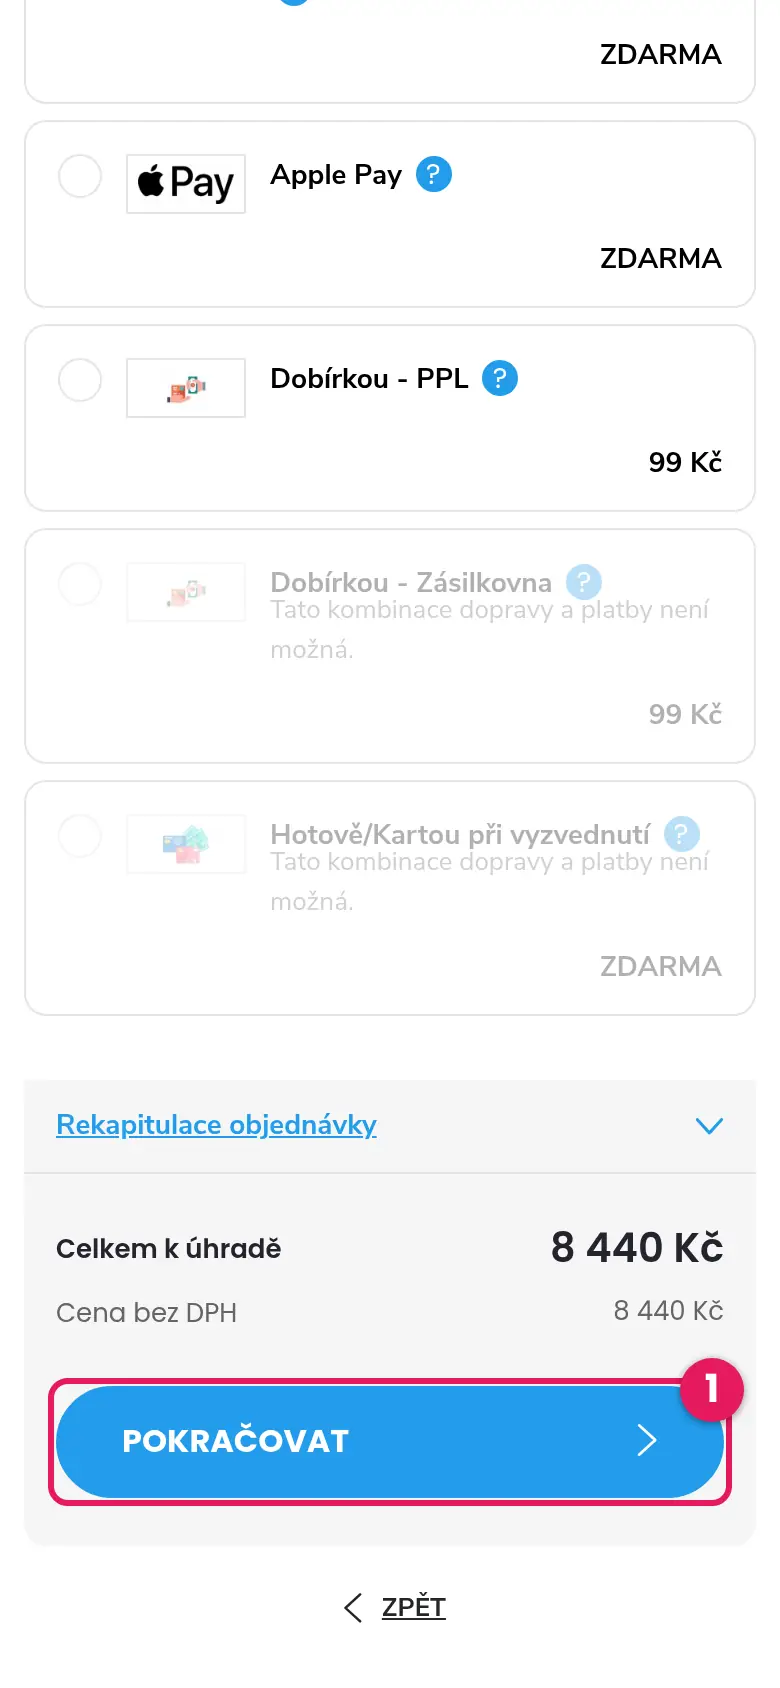 ZDARMA
Pay
Apple Pay ?
ZDARMA
Dobírkou - PPL ?
99 Kč
Dobírkou - Zásilkovna ?
Tato kombinace dopravy a platby není
možná.
99 Kč
Hotově/Kartou při vyzvednutí ?
Tato kombinace dopravy a platby není
možná.
ZDARMA
Rekapitulace objednávky
Celkem k úhradě 8 440 Kč
Cena bez DPH 8 440 Kč
1
POKRAČOVAT
ZPĚT